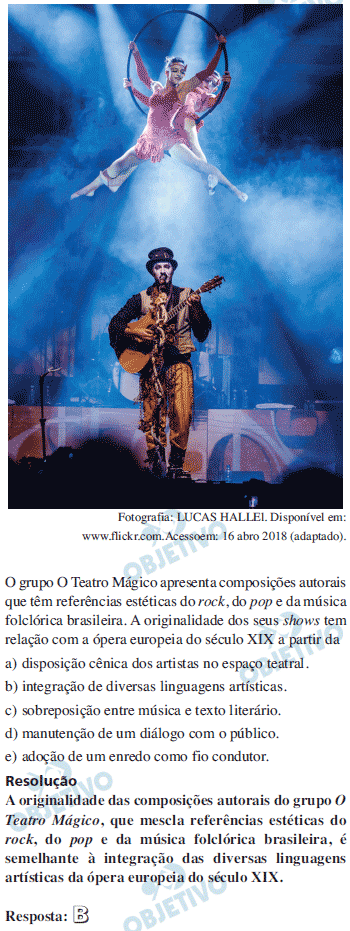 OBJETIVO
Fotografia: LUCAS HALLEl. Disponível em:
www.flickr.com.Acessoem: 16 abro 2018 (adaptado).
OBJETIVO
O grupo O Teatro Mágico apresenta composições autorais
que têm referências estéticas do rock, do pop e da música
folclórica brasileira. A originalidade dos seus shows tem
relação com a ópera europeia do século XIX a partir da
OBJETIVO
a) disposição cênica dos artistas no espaço teatral.
b) integração de diversas linguagens artísticas.
c) sobreposição entre música e texto literário.
d) manutenção de um diálogo com o público.
e) adoção de um enredo como fio condutor.
Resolução
OBJETIVO
A originalidade das composições autorais do grupo O
Teatro Mágico, que mescla referências estéticas do
rock, do pop e da música folclórica brasileira, é
semelhante à integração das diversas linguagens
artísticas da ópera europeia do século XIX.
Resposta: B
OBJETIVO